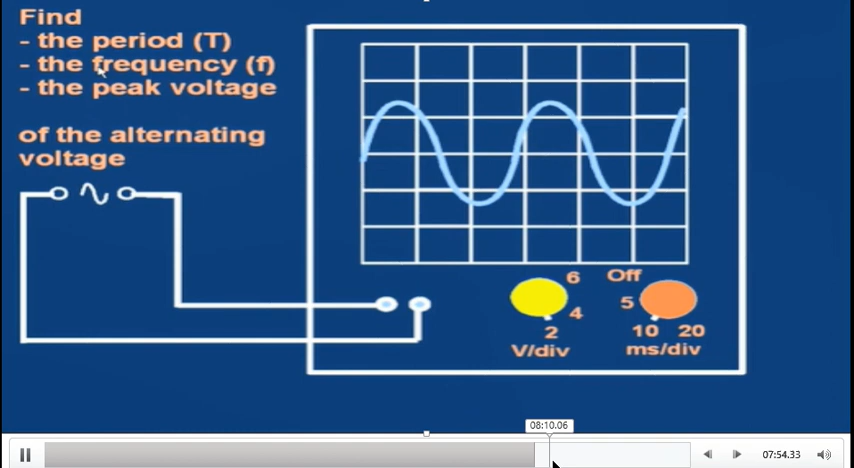 Find
- the period (T)
- the frequency (f)
- the peak voltage
of the alternating
voltage
6
Off
4
5
2
10 20
V/div
ms/div
08:10.06
07:54.33